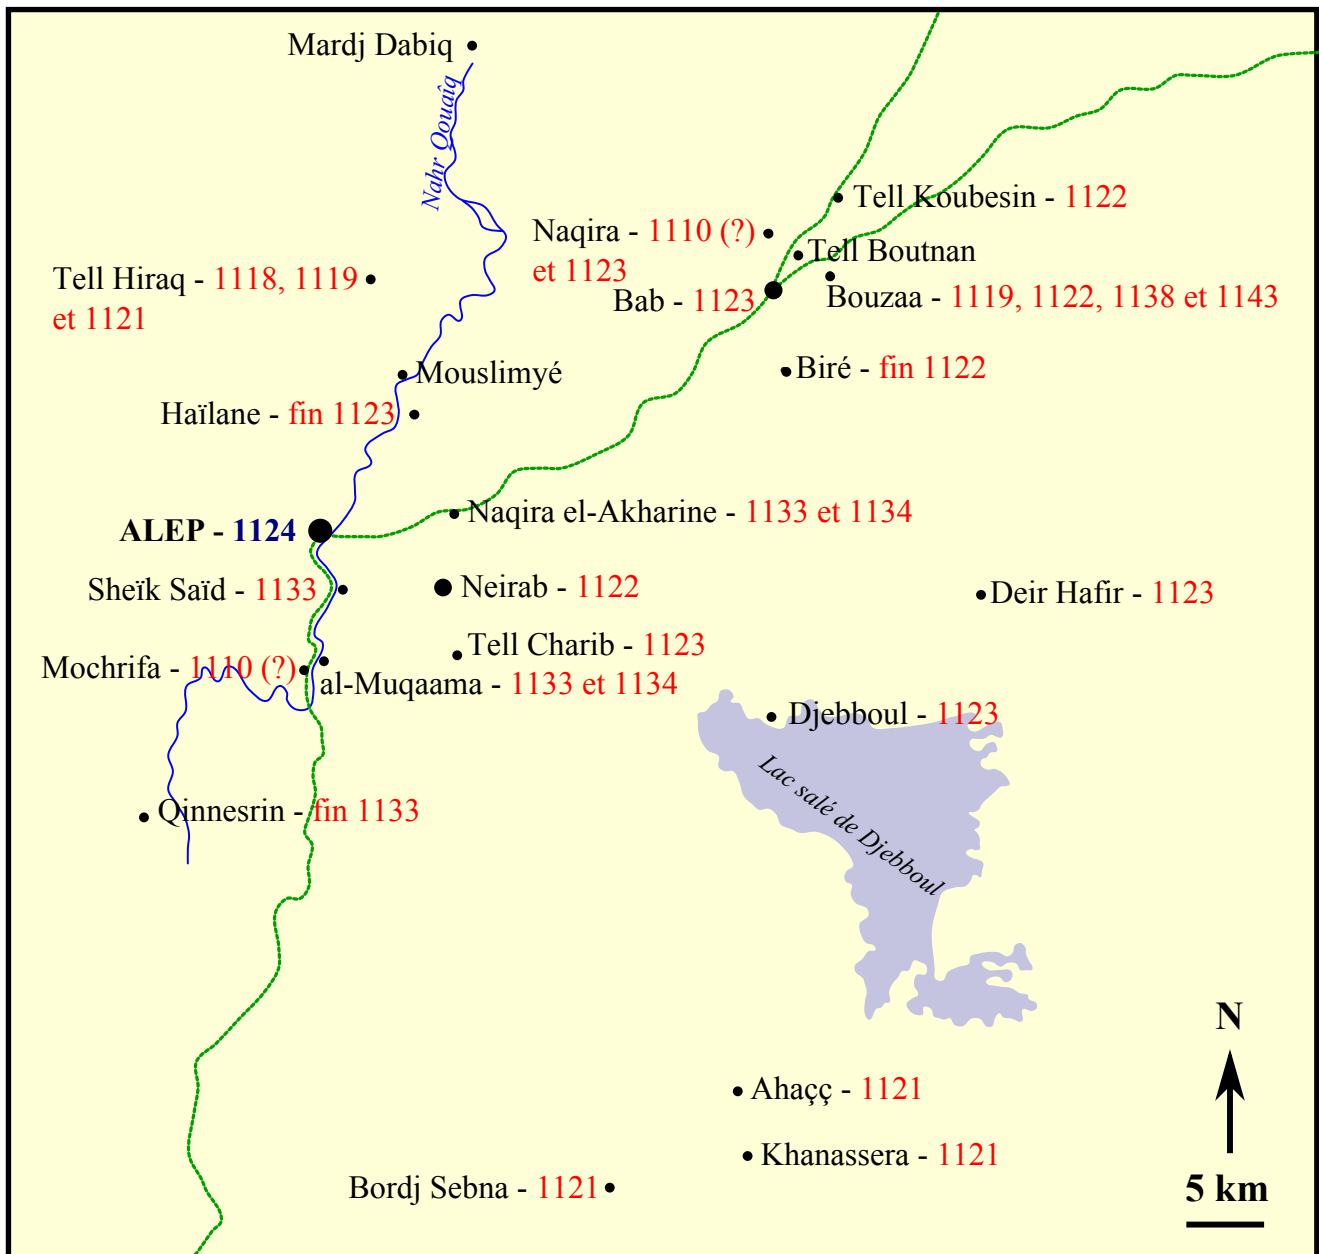 Mardj Dabiq
Nahr Qouaîq
Tell Koubesin - 1122
Naqira - 1110 (?)
et 1123
Tell Boutnan
Tell Hiraq - 1118, 1119
et 1121
Bab - 1123
Bouzaa - 1119, 1122, 1138 et 1143
Mouslimyé
Biré - fin 1122
Haïlane - fin 1123
Naqira el-Akharine - 1133 et 1134
ALEP - 1124
Sheïk Saïd - 1133
Neirab - 1122
Deir Hafir - 1123
Tell Charib - 1123
Mochrifa - 1110 (?)
al-Muqaama - 1133 et 1134
Djebboul - 1123
Lac salé de Djebboul
Qinnesrin - fin 1133
N
Ahaçç - 1121
Khanassera - 1121
Bordj Sebna - 1121
5 km